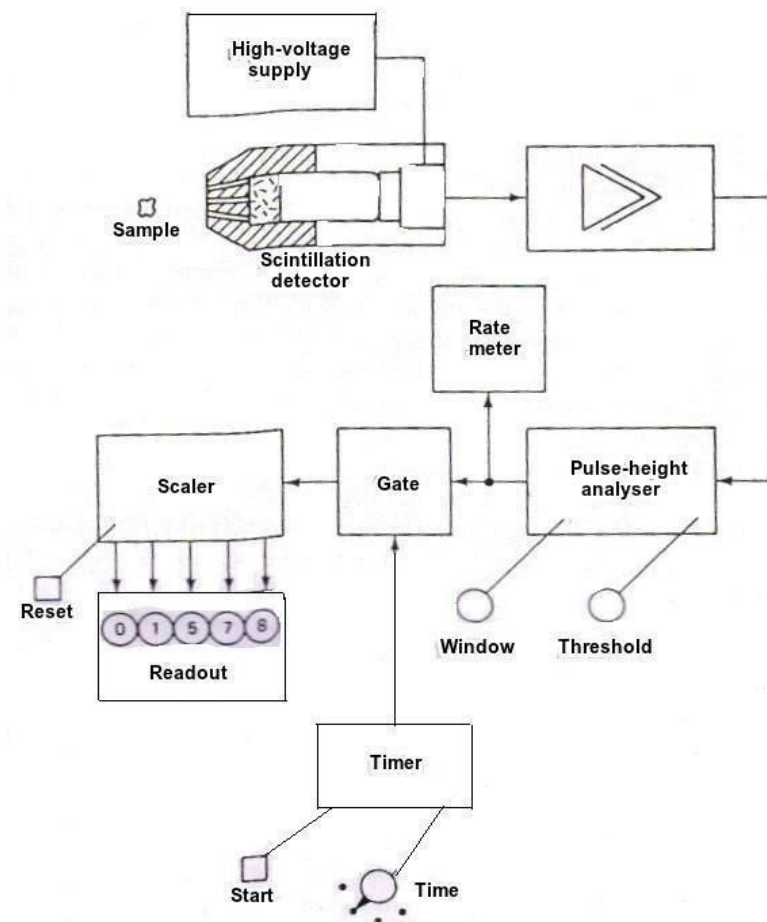 High-voltage
supply
Sample
Scintillation
detector
Rate
meter
Scaler
Gate
Pulse-height
analyser
Reset
0 1 5 7 8
Readout
Window
Threshold
Timer
Start
Time